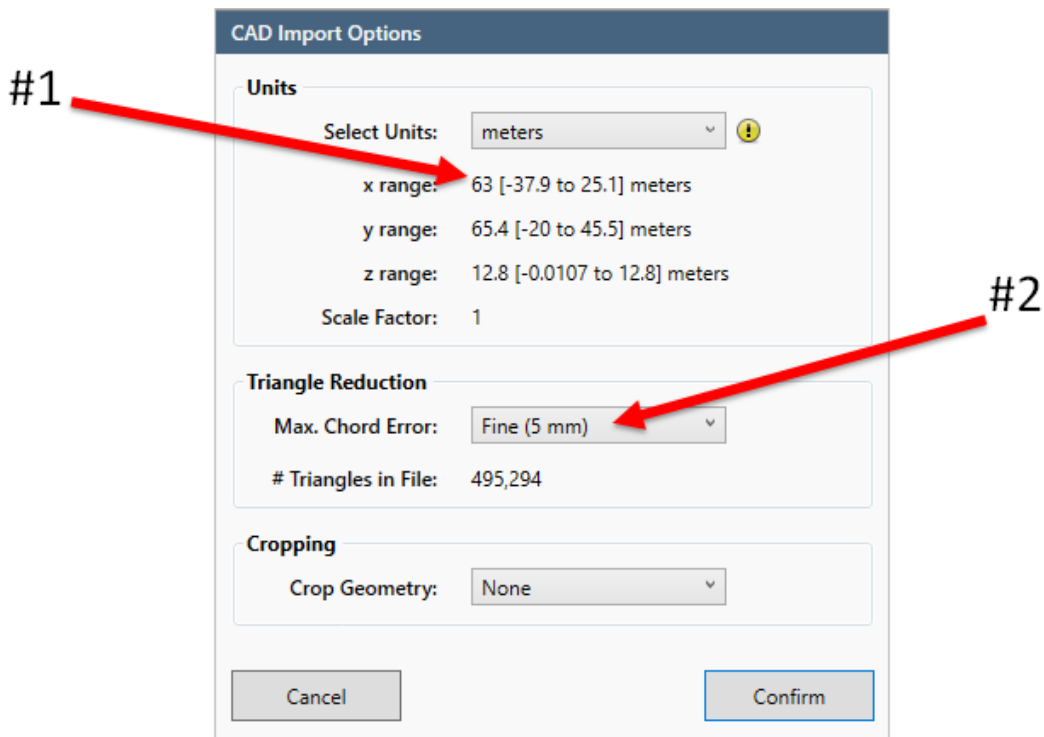 CAD Import Options
#1
Units
Select Units: meters
x range: 63 [-37.9 to 25.1] meters
y range: 65.4 [-20 to 45.5] meters
z range: 12.8 [-0.0107 to 12.8] meters
#2
Scale Factor: 1
Triangle Reduction
Max. Chord Error: Fine (5 mm)
# Triangles in File: 495,294
Cropping
Crop Geometry: None
Cancel Confirm